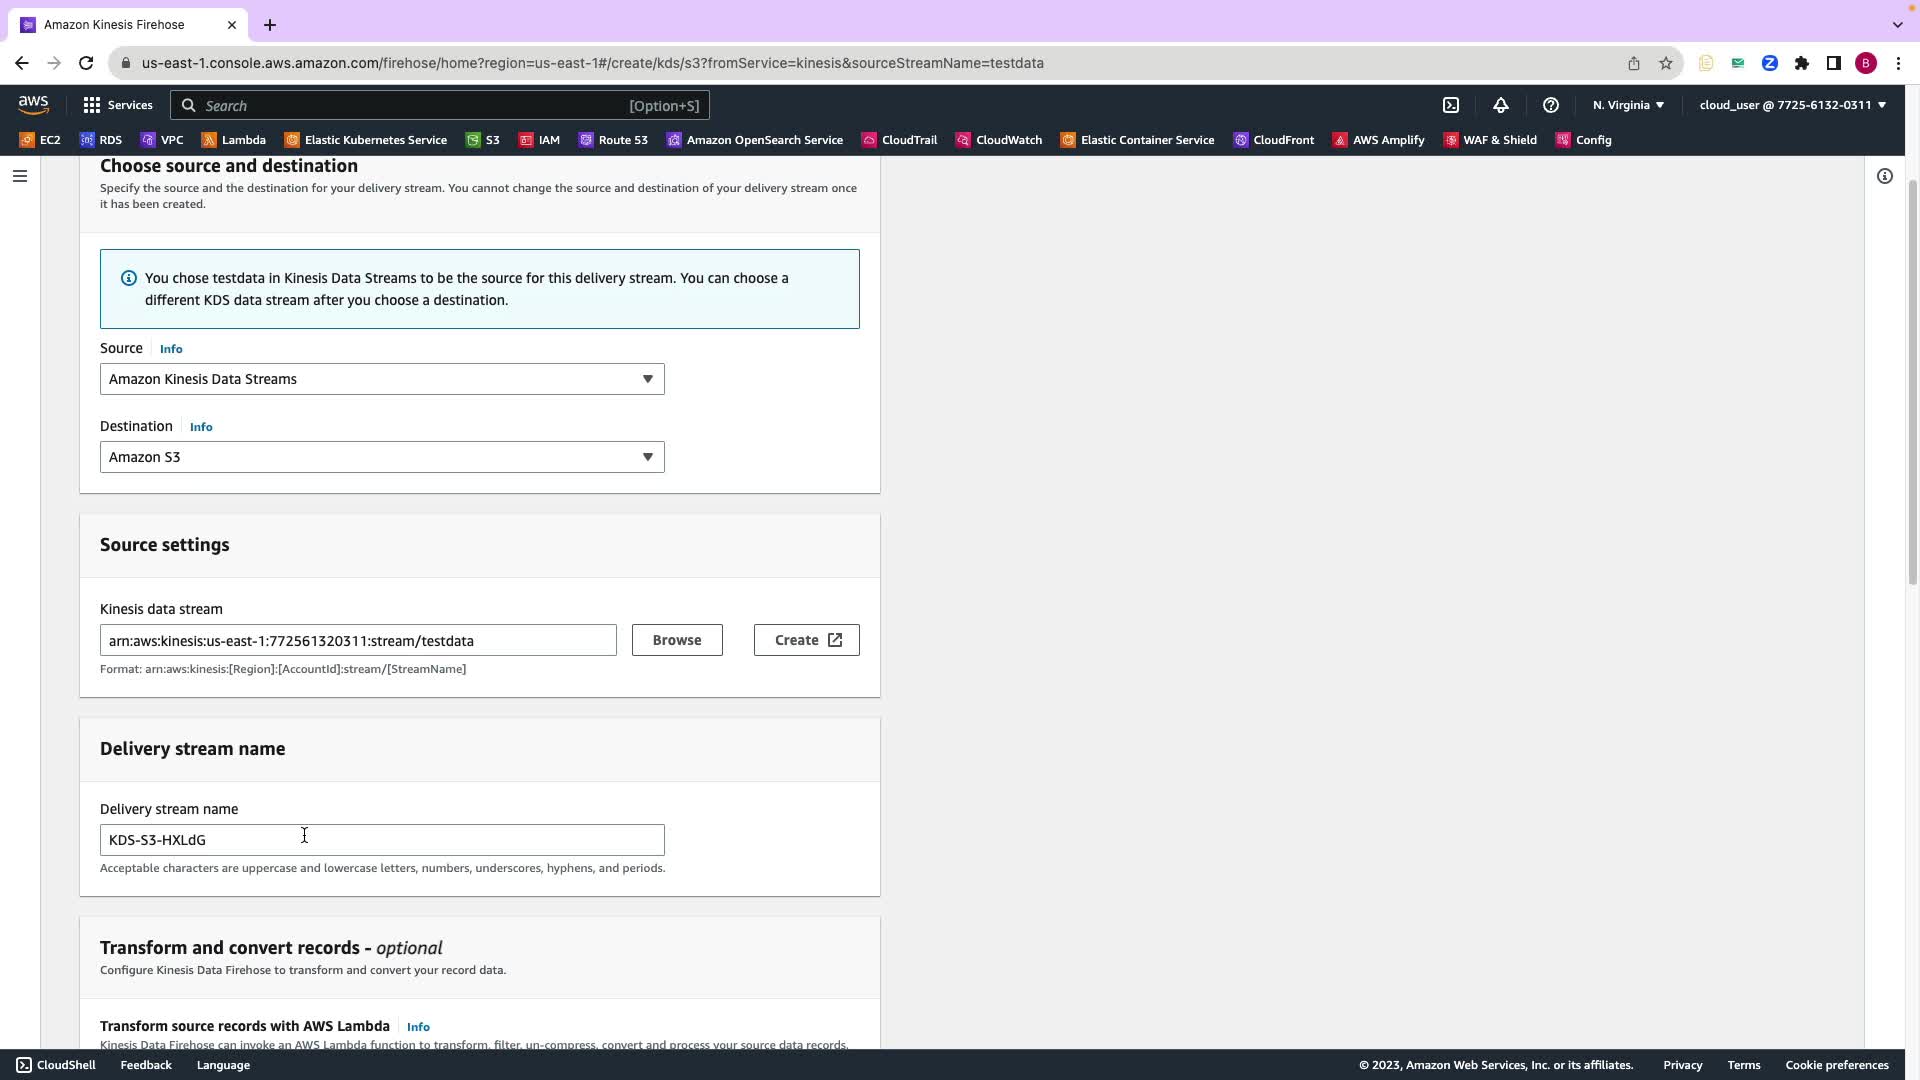 Amazon Kinesis Firehose
us-east-1.console.aws.amazon.com/firehose/home?region=us-east-1#/create/kds/s3?fromService=kinesis&sourceStreamName=testdata
B
aws
Services
Search
[Option+S]
N. Virginia
cloud_user @ 7725-6132-0311
EC2
RDS
VPC
Lambda
Elastic Kubernetes Service
S3
IAM
Route 53
Amazon OpenSearch Service
CloudTrail
CloudWatch
Elastic Container Service
CloudFront
AWS Amplify
WAF & Shield
Config
Choose source and destination
Specify the source and the destination for your delivery stream. You cannot change the source and destination of your delivery stream once
it has been created.
You chose testdata in Kinesis Data Streams to be the source for this delivery stream. You can choose a
different KDS data stream after you choose a destination.
Source Info
Amazon Kinesis Data Streams
Destination Info
Amazon S3
Source settings
Kinesis data stream
arn:aws:kinesis:us-east-1:772561320311:stream/testdata
Browse
Create
Format: arn:aws:kinesis:[Region]:[AccountId]:stream/[StreamName]
Delivery stream name
Delivery stream name
KDS-S3-HXLdG
Acceptable characters are uppercase and lowercase letters, numbers, underscores, hyphens, and periods.
Transform and convert records - optional
Configure Kinesis Data Firehose to transform and convert your record data.
Transform source records with AWS Lambda Info
Kinesis Data Firehose can invoke an AWS Lambda function to transform, filter, un-compress, convert and process your source data records.
CloudShell
Feedback
Language
© 2023, Amazon Web Services, Inc. or its affiliates.
Privacy
Terms
Cookie preferences